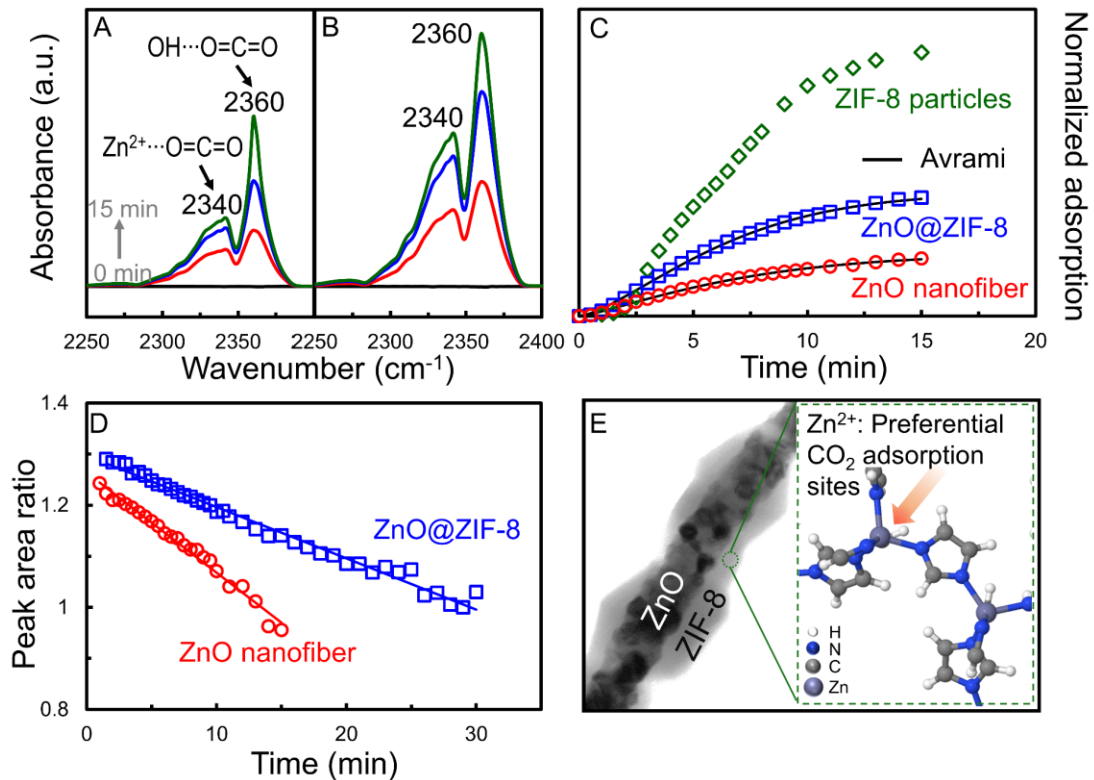 A
OH···O=C=O
2360
Zn²⁺···O=C=O
2340
15 min
0 min
B
2360
2340
Absorbance (a.u.)
2250 2300 2350 2250 2300 2350 2400
Wavenumber (cm⁻¹)
C
ZIF-8 particles
Avrami
ZnO@ZIF-8
ZnO nanofiber
Normalized adsorption
0 5 10 15 20
Time (min)
D
1.4
1.2
1
0.8
Peak area ratio
ZnO@ZIF-8
ZnO nanofiber
0 10 20 30
Time (min)
E
ZnO
ZIF-8
Zn²⁺: Preferential
CO₂ adsorption
sites
H
N
C
Zn